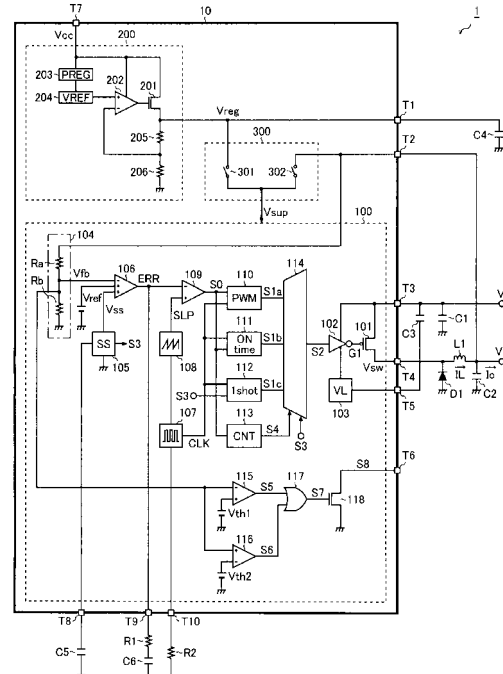 1
10
T7
Vcc
200
203
PREG
202
201
204
VREF
Vreg
T1
205
C4
300
T2
206
301
302
Vsup
100
104
Ra
Vfb
106
ERR
109
S0
110
PWM
S1a
114
T3
Rb
Vref
Vss
SLP
111
ON
time
S1b
102
101
C3
C1
SS
S3
105
108
112
1shot
S1c
S2
G1
Vsw
T4
L1
IL
Io
S3
VL
103
D1
C2
107
113
CNT
S4
T5
CLK
S3
T6
115
117
S8
S5
S7
Vth1
118
116
S6
Vth2
T8
T9
T10
C5
R1
R2
C6